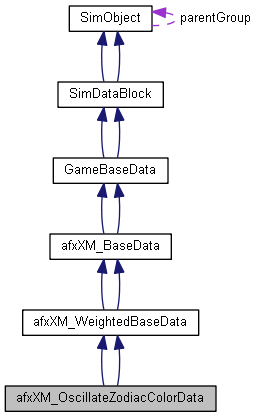 SimObject
parentGroup
SimDataBlock
GameBaseData
afxXM_BaseData
afxXM_WeightedBaseData
afxXM_OscillateZodiacColorData